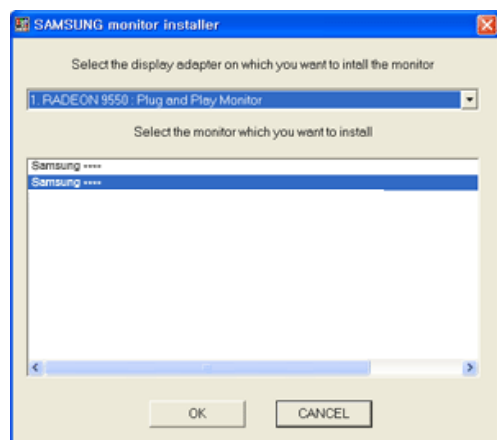 SAMSUNG monitor installer
Select the display adapter on which you want to intall the monitor
1. RADEON 9550 : Plug and Play Monitor
Select the monitor which you want to install
Samsung ----
Samsung ----
OK
CANCEL